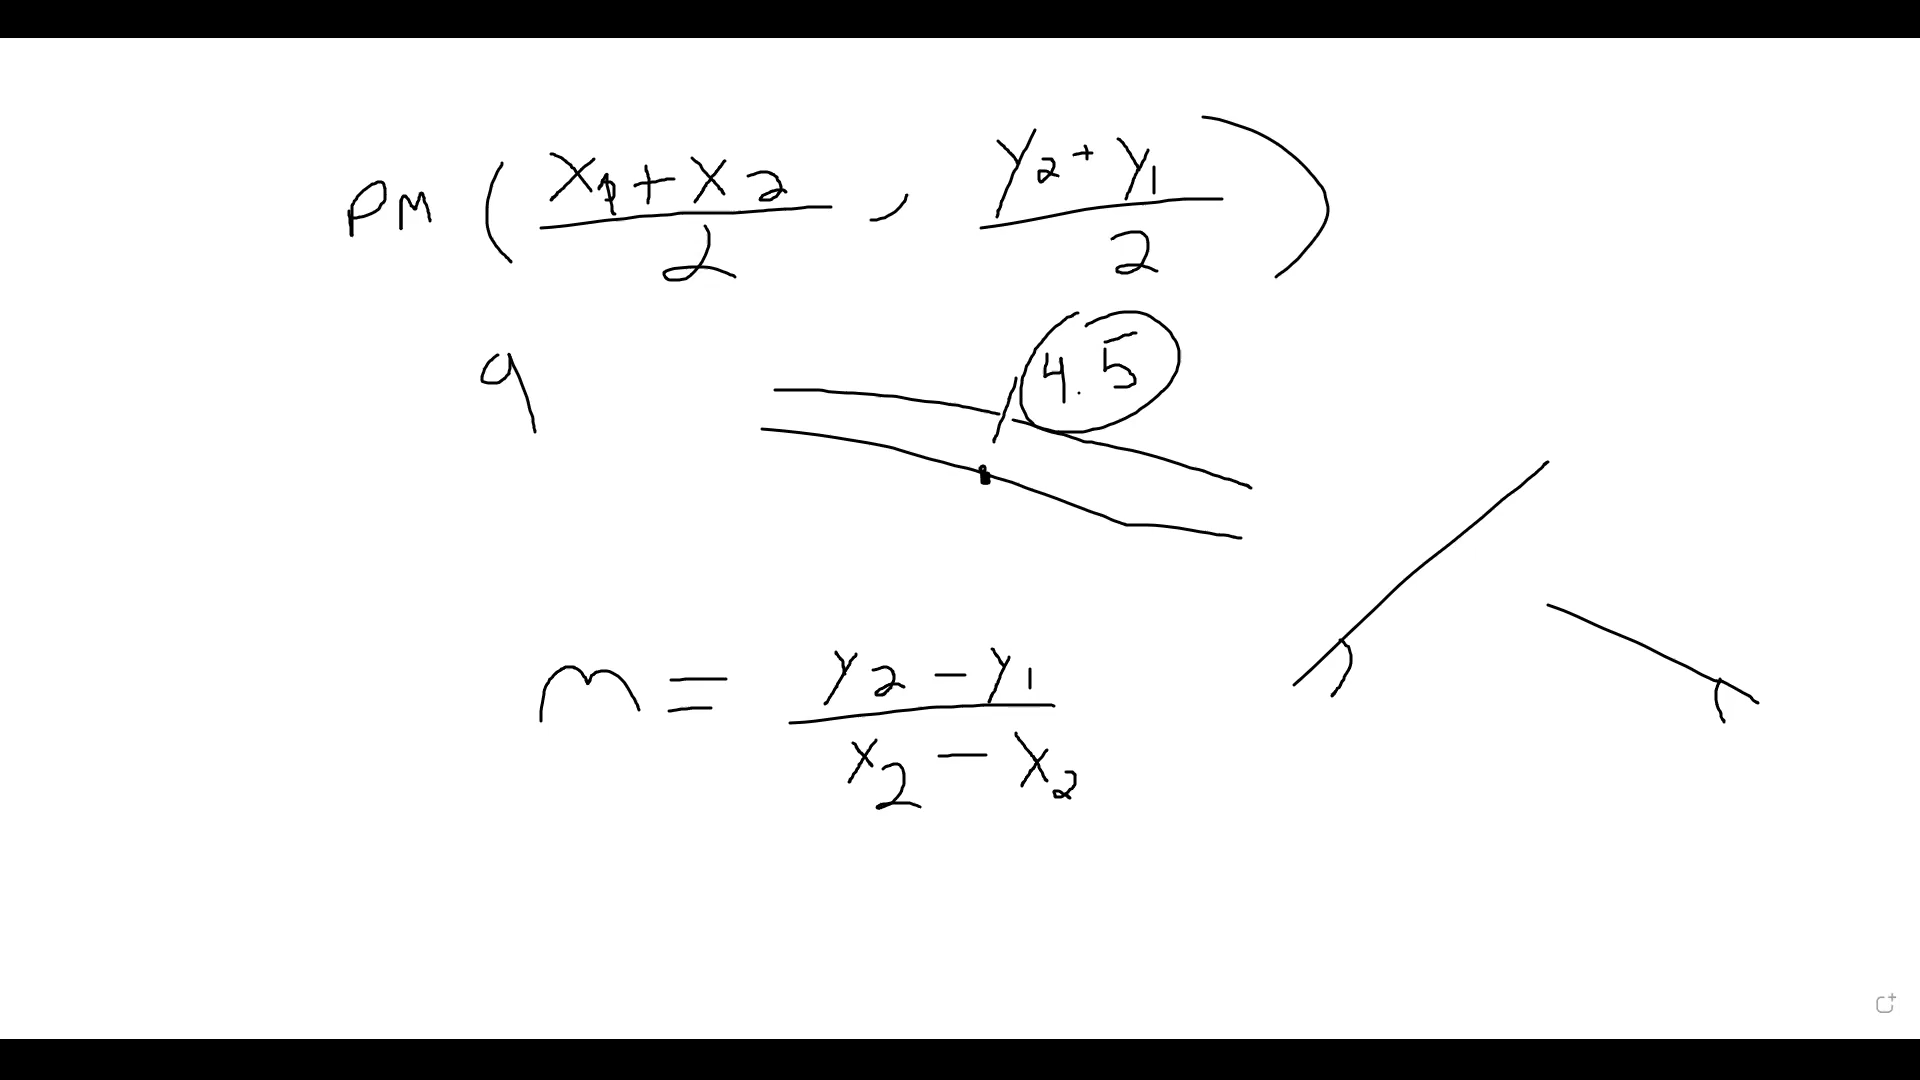 PM ( x1 + x2 / 2 , y2 + y1 / 2 )
9 4.5
m = y2 - y1 / x2 - x2